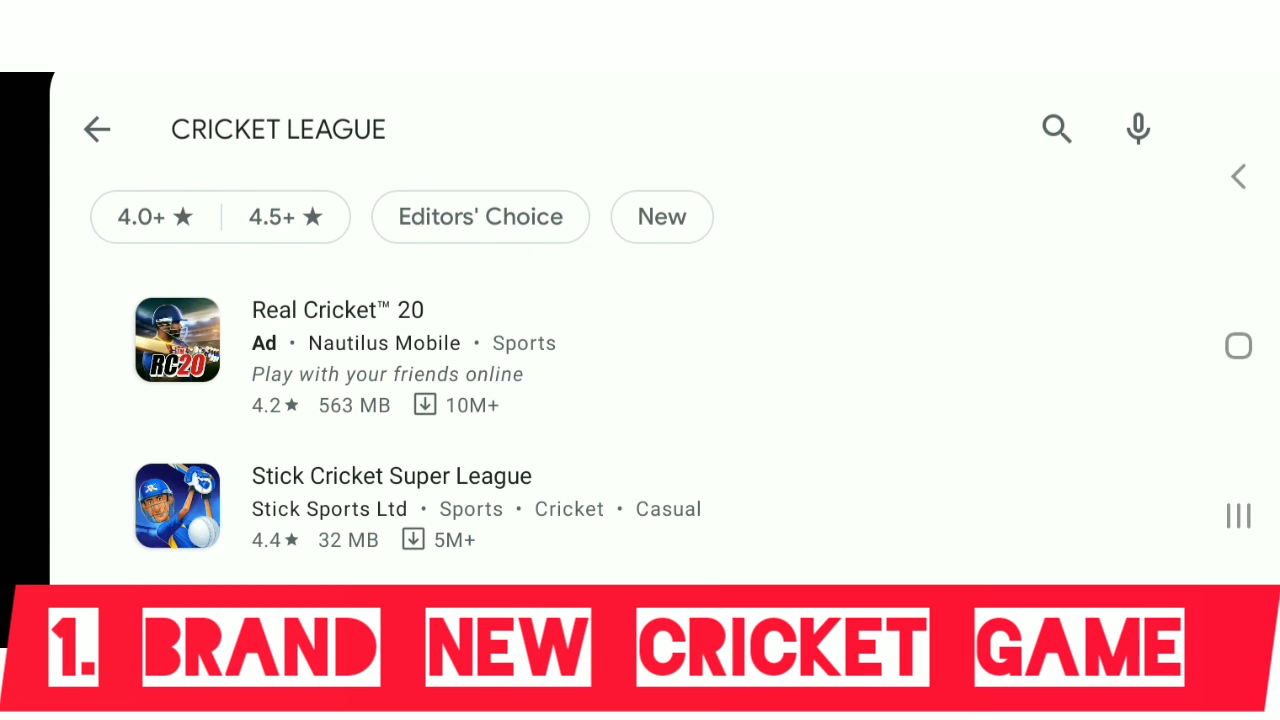 CRICKET LEAGUE
4.0+ ★ 4.5+ ★ Editors' Choice New
Real Cricket™ 20
Ad • Nautilus Mobile • Sports
Play with your friends online
4.2★ 563 MB 10M+
RC20
Stick Cricket Super League
Stick Sports Ltd • Sports • Cricket • Casual
4.4★ 32 MB 5M+
1. BRAND NEW CRICKET GAME